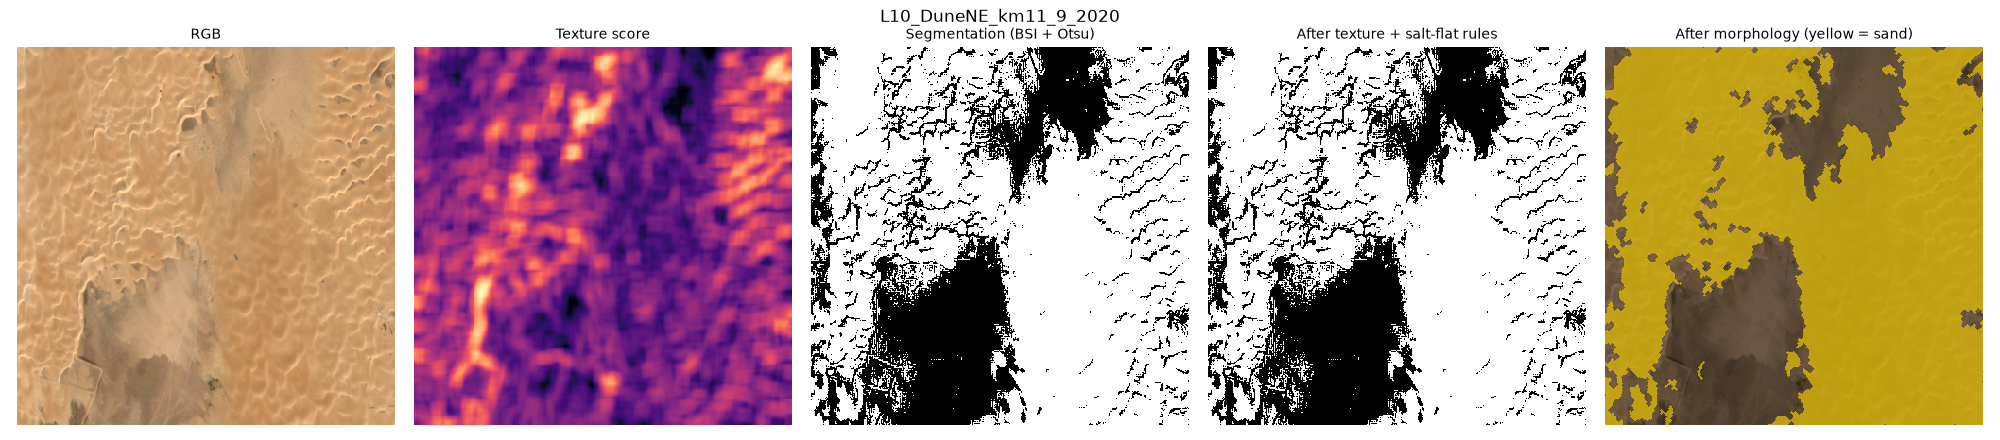 L10_DuneNE_km11_9_2020
RGB
Texture score
Segmentation (BSI + Otsu)
After texture + salt-flat rules
After morphology (yellow = sand)